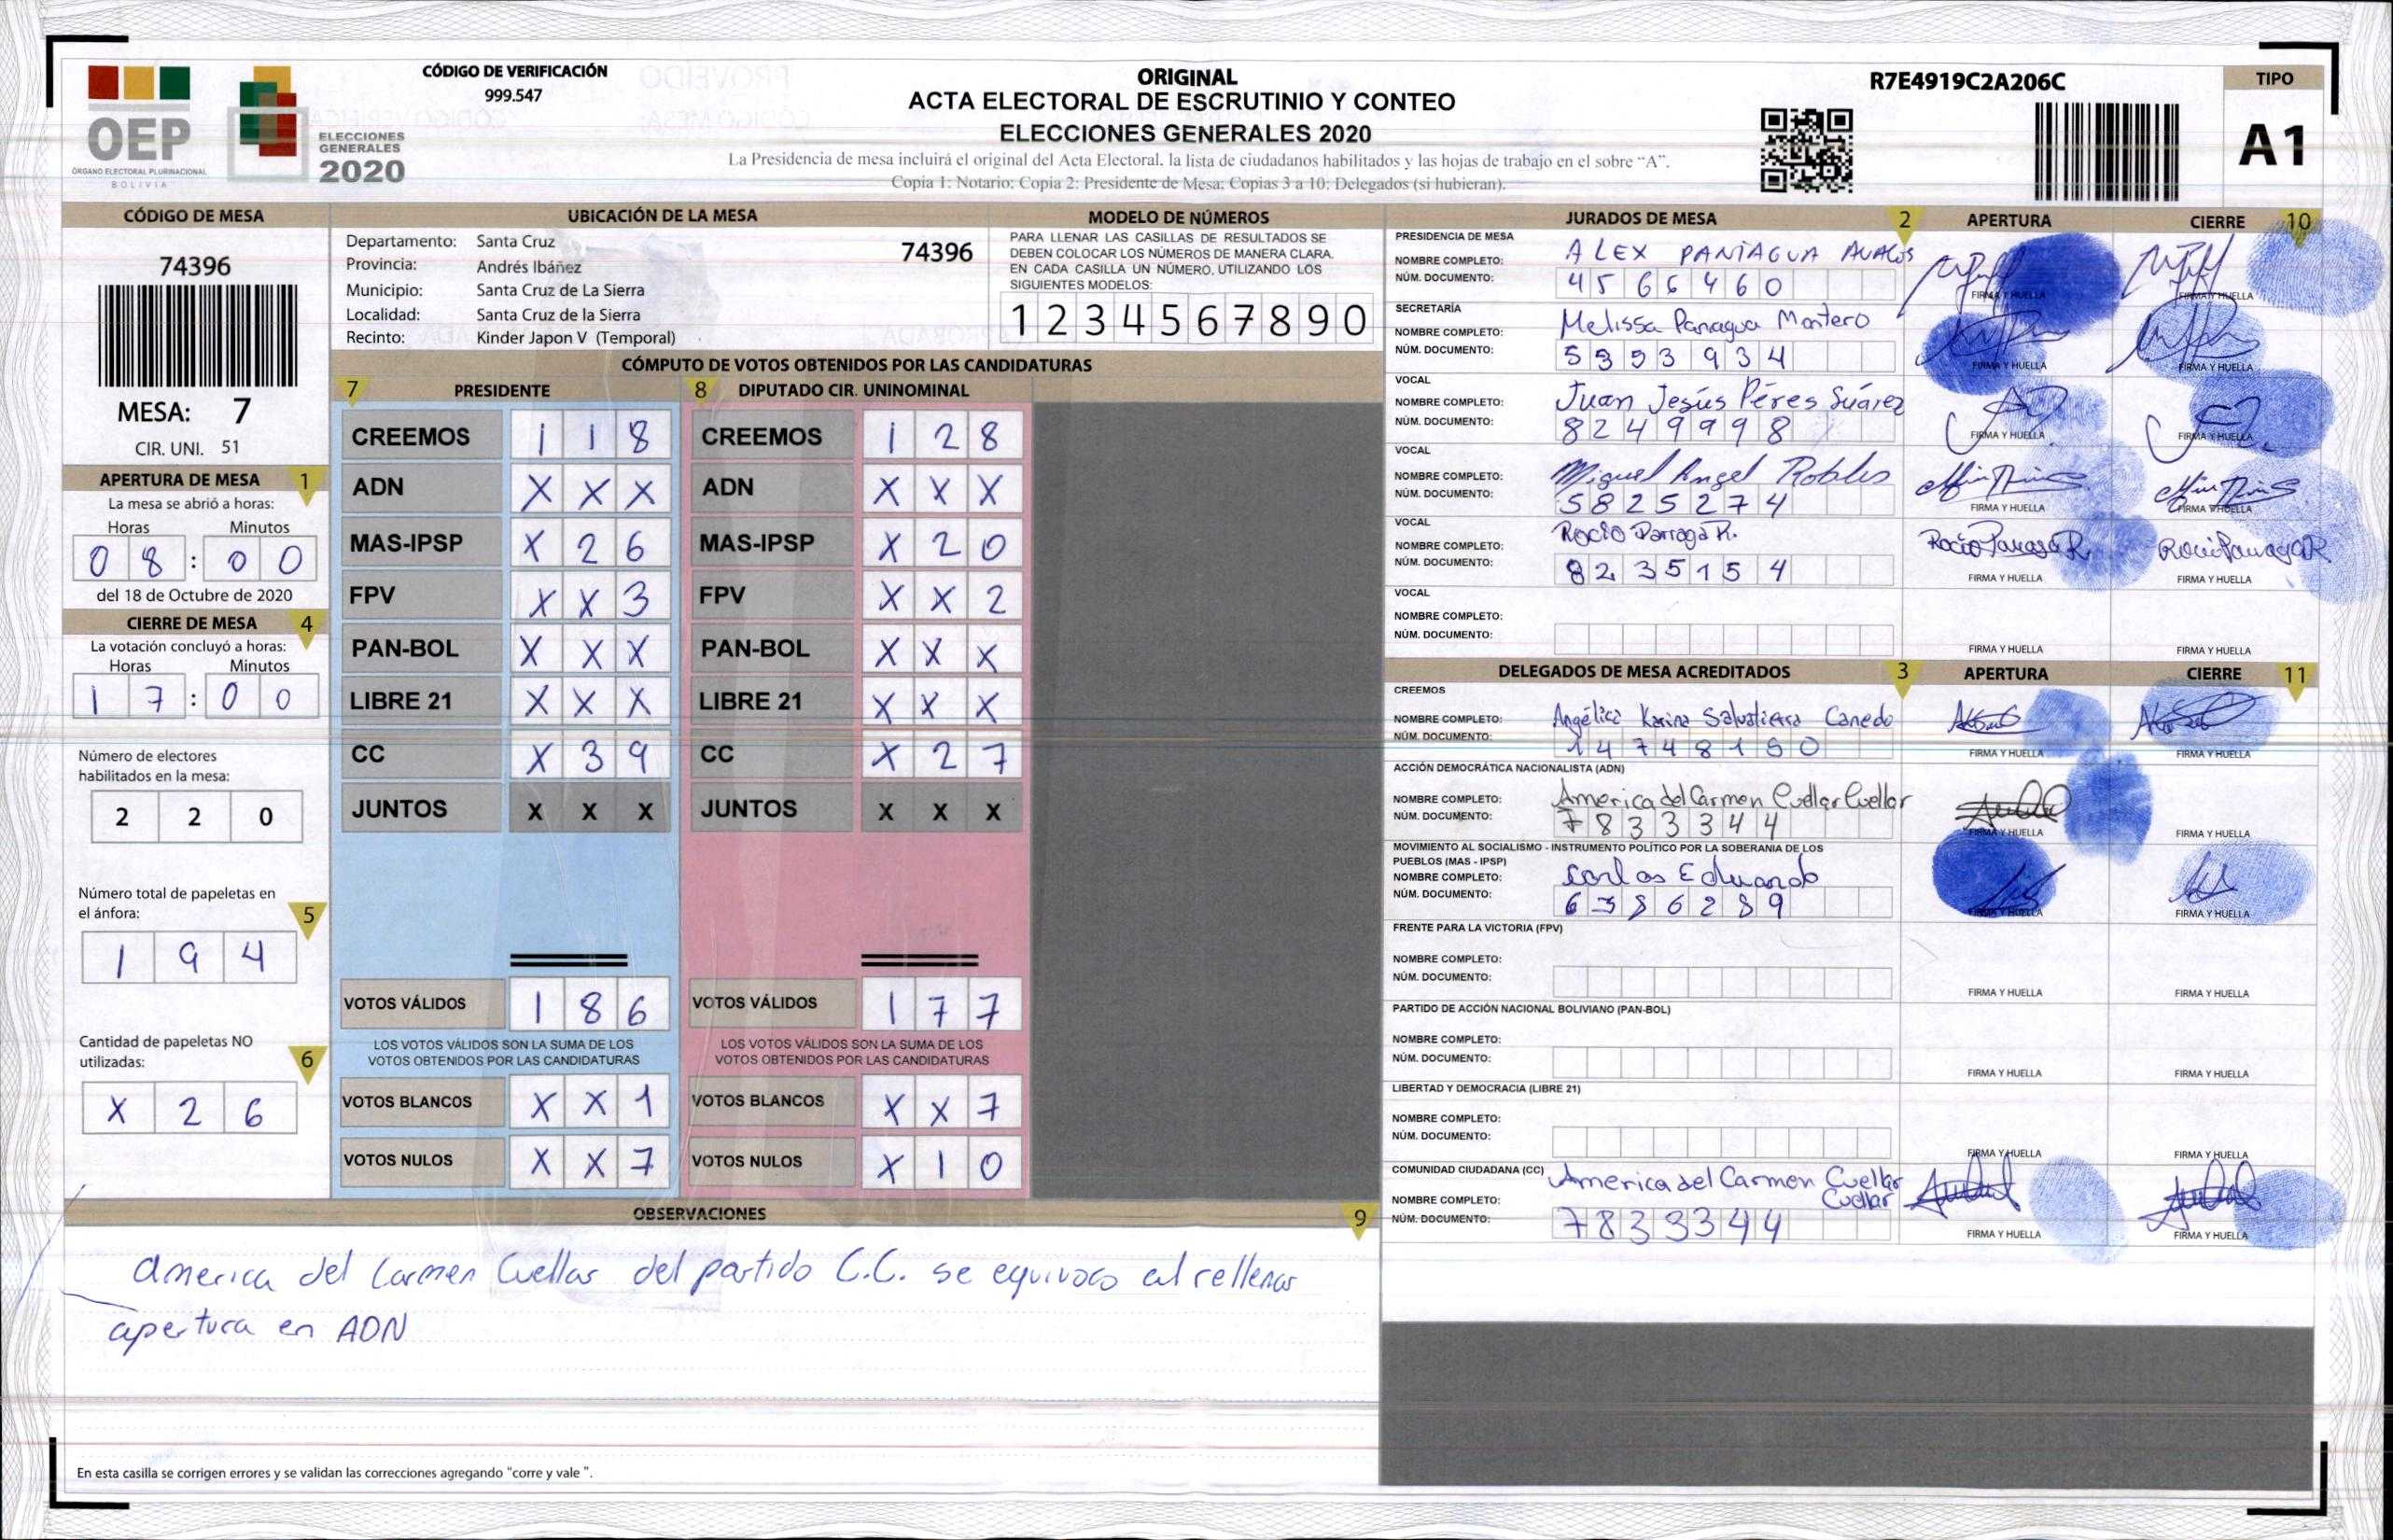 OEP
ÓRGANO ELECTORAL PLURINACIONAL
BOLIVIA
ELECCIONES
GENERALES
2020
CÓDIGO DE VERIFICACIÓN
999.547
ORIGINAL
ACTA ELECTORAL DE ESCRUTINIO Y CONTEO
ELECCIONES GENERALES 2020
La Presidencia de mesa incluirá el original del Acta Electoral, la lista de ciudadanos habilitados y las hojas de trabajo en el sobre "A".
Copia 1: Notario; Copia 2: Presidente de Mesa; Copias 3 a 10: Delegados (si hubieran).
R7E4919C2A206C
TIPO
A1
CÓDIGO DE MESA
74396
MESA: 7
CIR. UNI. 51
APERTURA DE MESA 1
La mesa se abrió a horas:
Horas Minutos
08:00
del 18 de Octubre de 2020
CIERRE DE MESA 4
La votación concluyó a horas:
Horas Minutos
17:00
Número de electores
habilitados en la mesa:
2 2 0
Número total de papeletas en
el ánfora: 5
1 9 4
Cantidad de papeletas NO
utilizadas: 6
X 2 6
UBICACIÓN DE LA MESA
Departamento: Santa Cruz 74396
Provincia: Andrés Ibáñez
Municipio: Santa Cruz de La Sierra
Localidad: Santa Cruz de la Sierra
Recinto: Kinder Japon V (Temporal)
MODELO DE NÚMEROS
PARA LLENAR LAS CASILLAS DE RESULTADOS SE
DEBEN COLOCAR LOS NÚMEROS DE MANERA CLARA.
EN CADA CASILLA UN NÚMERO, UTILIZANDO LOS
SIGUIENTES MODELOS:
1 2 3 4 5 6 7 8 9 0
CÓMPUTO DE VOTOS OBTENIDOS POR LAS CANDIDATURAS
7 PRESIDENTE 8 DIPUTADO CIR. UNINOMINAL
CREEMOS 1 1 8 CREEMOS 1 2 8
ADN X X X ADN X X X
MAS-IPSP X 2 6 MAS-IPSP X 2 0
FPV X X 3 FPV X X 2
PAN-BOL X X X PAN-BOL X X X
LIBRE 21 X X X LIBRE 21 X X X
CC X 3 9 CC X 2 7
JUNTOS X X X JUNTOS X X X
VOTOS VÁLIDOS 1 8 6 VOTOS VÁLIDOS 1 7 7
LOS VOTOS VÁLIDOS SON LA SUMA DE LOS LOS VOTOS VÁLIDOS SON LA SUMA DE LOS
VOTOS OBTENIDOS POR LAS CANDIDATURAS VOTOS OBTENIDOS POR LAS CANDIDATURAS
VOTOS BLANCOS X X 1 VOTOS BLANCOS X X 7
VOTOS NULOS X X 7 VOTOS NULOS X 1 0
OBSERVACIONES 9
America del Carmen Cuellar del partido C.C. se equivoco al rellenar
apertura en ADN
En esta casilla se corrigen errores y se validan las correcciones agregando "corre y vale ".
JURADOS DE MESA 2 APERTURA CIERRE 10
PRESIDENCIA DE MESA
NOMBRE COMPLETO: ALEX PANIAGUA AVALOS
NÚM. DOCUMENTO: 4566460
FIRMA Y HUELLA FIRMA Y HUELLA
SECRETARÍA
NOMBRE COMPLETO: Melissa Paniagua Montero
NÚM. DOCUMENTO: 5393934
FIRMA Y HUELLA FIRMA Y HUELLA
VOCAL
NOMBRE COMPLETO: Juan Jesús Péres Suárez
NÚM. DOCUMENTO: 8249998
FIRMA Y HUELLA FIRMA Y HUELLA
VOCAL
NOMBRE COMPLETO: Miguel Angel Robles
NÚM. DOCUMENTO: 5825274
FIRMA Y HUELLA FIRMA Y HUELLA
VOCAL
NOMBRE COMPLETO: Rocio Parraga R.
NÚM. DOCUMENTO: 8235154
FIRMA Y HUELLA FIRMA Y HUELLA
VOCAL
NOMBRE COMPLETO:
NÚM. DOCUMENTO:
FIRMA Y HUELLA FIRMA Y HUELLA
DELEGADOS DE MESA ACREDITADOS 3 APERTURA CIERRE 11
CREEMOS
NOMBRE COMPLETO: Angélica Karina Salvatierra Canedo
NÚM. DOCUMENTO: 14748150
FIRMA Y HUELLA FIRMA Y HUELLA
ACCIÓN DEMOCRÁTICA NACIONALISTA (ADN)
NOMBRE COMPLETO: America del Carmen Cuellar Cuellar
NÚM. DOCUMENTO: 7833344
FIRMA Y HUELLA FIRMA Y HUELLA
MOVIMIENTO AL SOCIALISMO - INSTRUMENTO POLÍTICO POR LA SOBERANIA DE LOS
PUEBLOS (MAS - IPSP)
NOMBRE COMPLETO: Carlos Eduardo
NÚM. DOCUMENTO: 6386289
FIRMA Y HUELLA FIRMA Y HUELLA
FRENTE PARA LA VICTORIA (FPV)
NOMBRE COMPLETO:
NÚM. DOCUMENTO:
FIRMA Y HUELLA FIRMA Y HUELLA
PARTIDO DE ACCIÓN NACIONAL BOLIVIANO (PAN-BOL)
NOMBRE COMPLETO:
NÚM. DOCUMENTO:
FIRMA Y HUELLA FIRMA Y HUELLA
LIBERTAD Y DEMOCRACIA (LIBRE 21)
NOMBRE COMPLETO:
NÚM. DOCUMENTO:
FIRMA Y HUELLA FIRMA Y HUELLA
COMUNIDAD CIUDADANA (CC)
NOMBRE COMPLETO: America del Carmen Cuellar
Cuellar
NÚM. DOCUMENTO: 7833344
FIRMA Y HUELLA FIRMA Y HUELLA